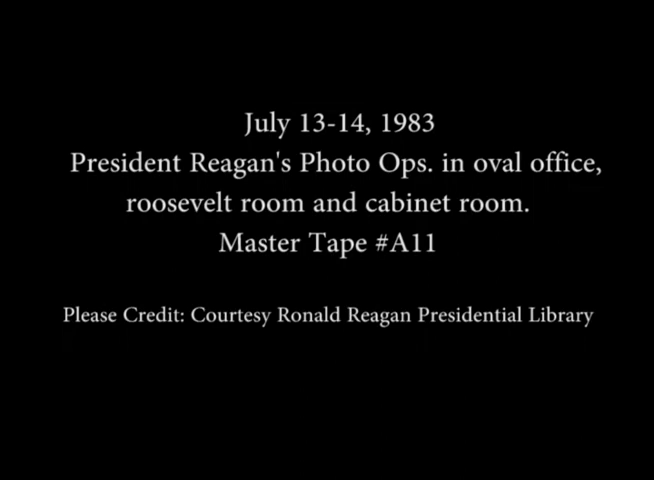 July 13-14, 1983
President Reagan's Photo Ops. in oval office,
roosevelt room and cabinet room.
Master Tape #A11
Please Credit: Courtesy Ronald Reagan Presidential Library